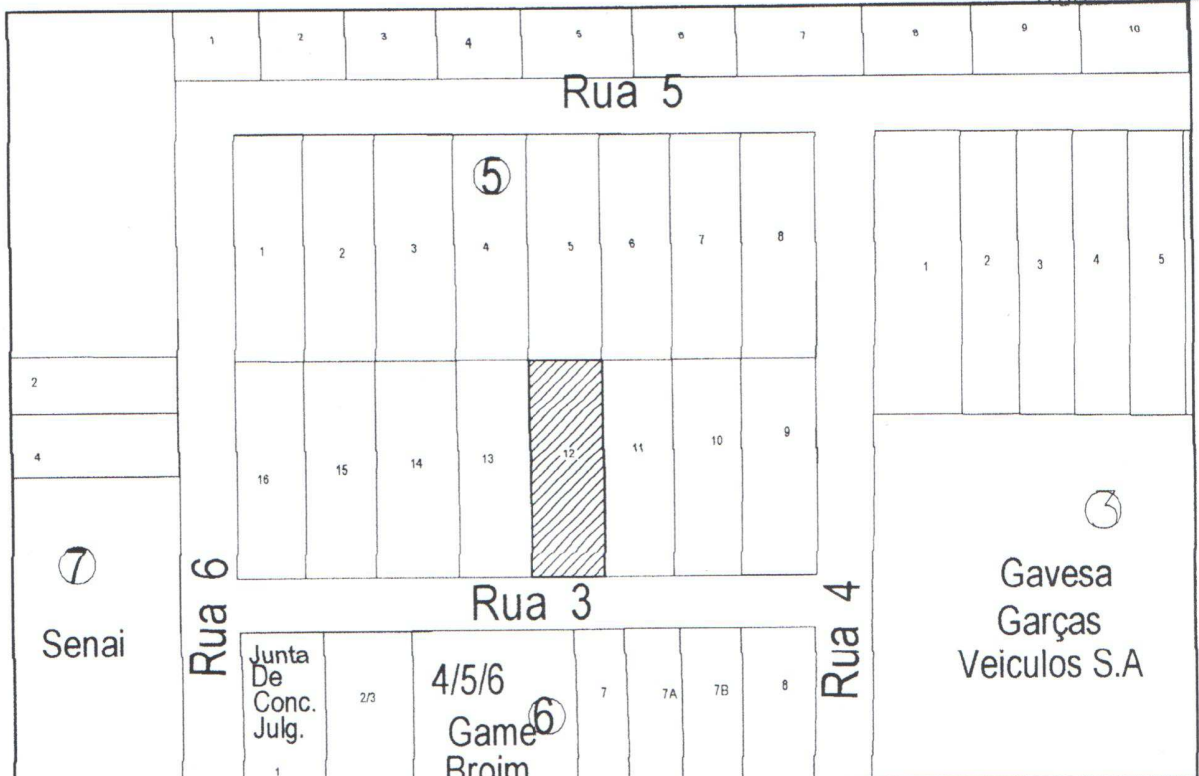 1 2 3 4 5 6 7 8 9 10
Rua 5
5
1 2 3 4 5 6 7 8
1 2 3 4 5
2
4
16 15 14 13 12 11 10 9
7
Senai
Rua 6
Rua 3
Rua 4
3
Gavesa
Garças
Veiculos S.A
Junta
De
Conc.
Julg.
1
2/3
4/5/6
6
Game
Broim
7 7A 7B 8